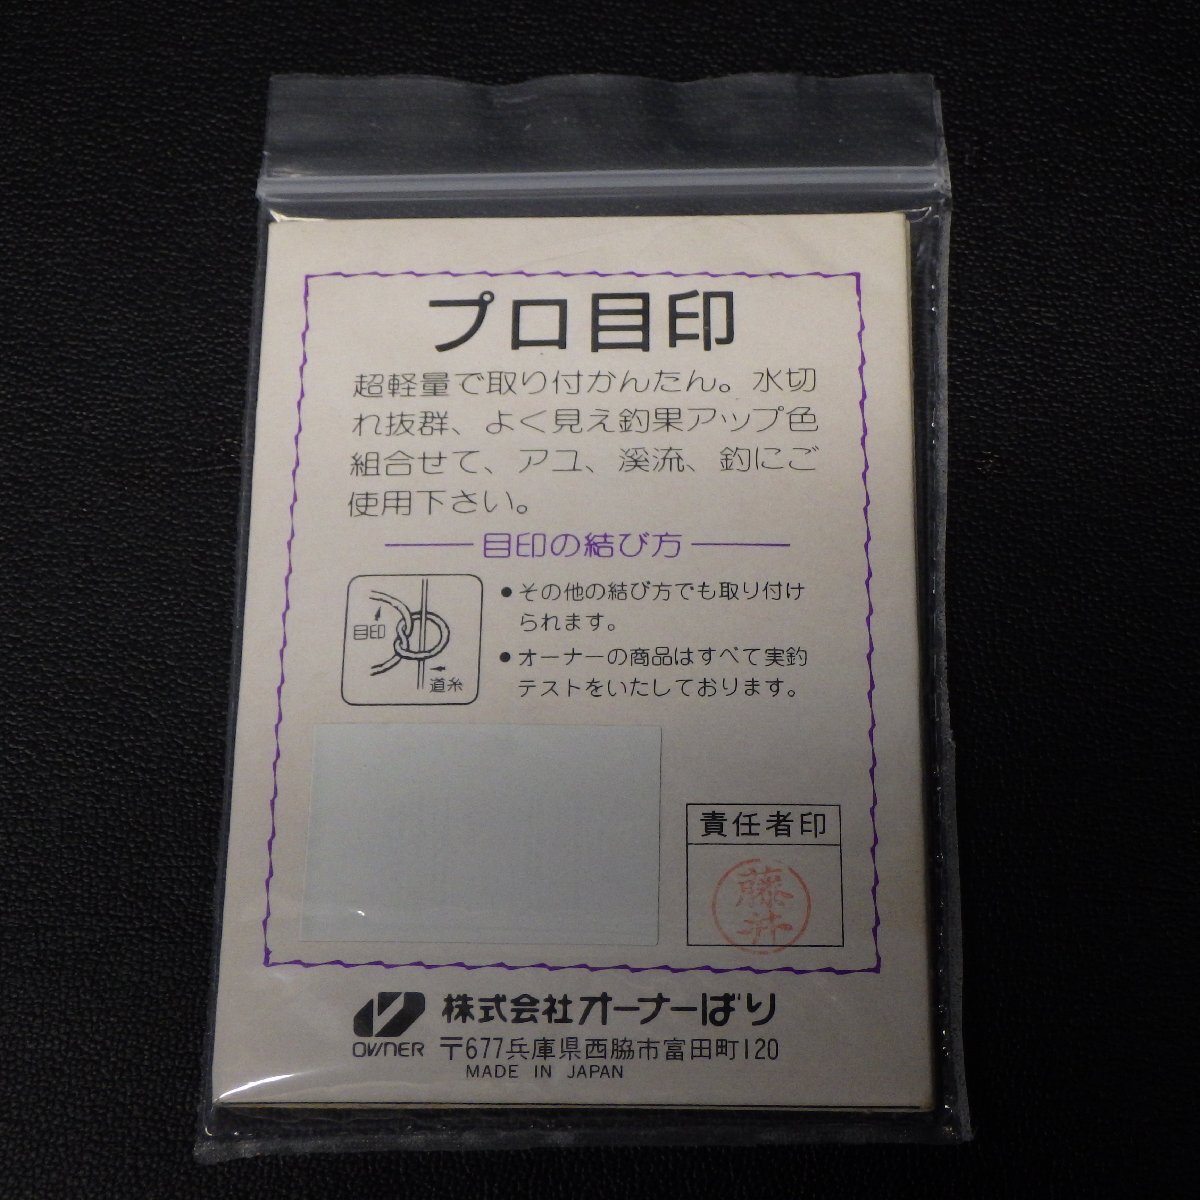 プロ目印
超軽量で取り付かんたん。水切
れ抜群、よく見え釣果アップ色
組合せて、アユ、溪流、釣にご
使用下さい。
目印の結び方
目印
道糸
•その他の結び方でも取り付け
られます。
•オーナーの商品はすべて実釣
テストをいたしております。
責任者印
藤井
OWNER
株式会社オーナーばり
〒677兵庫県西脇市富田町120
MADE IN JAPAN